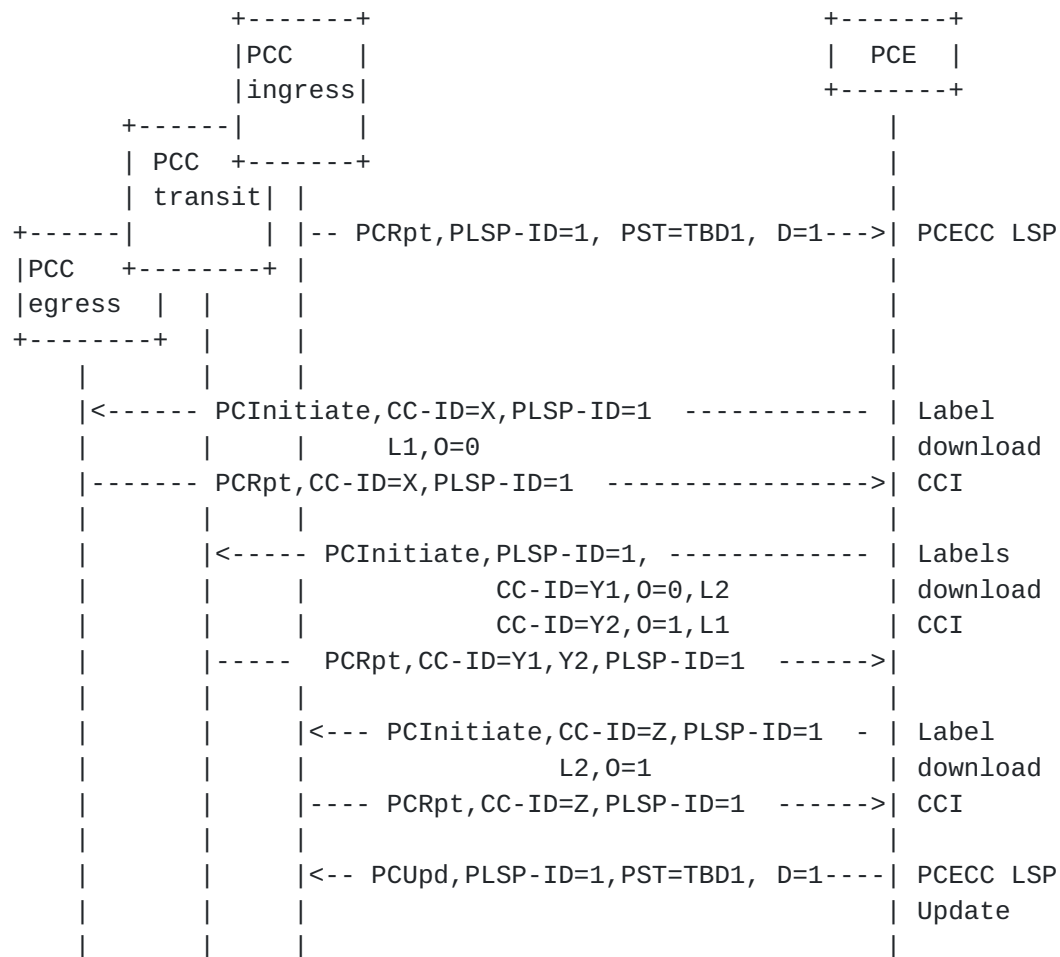 +-------+                              +-------+
|PCC    |                              |  PCE  |
|ingress|                              +-------+
+------|       |                                  |
| PCC  +-------+                                  |
| transit| |                                      |
+------|        | |-- PCRpt,PLSP-ID=1, PST=TBD1, D=1--->| PCECC LSP
|PCC   +--------+ |                                      |
|egress  |  |     |                                      |
+--------+  |     |                                      |
|       |     |                                      |
|<------ PCInitiate,CC-ID=X,PLSP-ID=1  ------------ | Label
|       |     |     L1,O=0                           | download
|------- PCRpt,CC-ID=X,PLSP-ID=1  ----------------->| CCI
|       |     |                                      |
|       |<----- PCInitiate,PLSP-ID=1, ------------- | Labels
|       |     |            CC-ID=Y1,O=0,L2           | download
|       |     |            CC-ID=Y2,O=1,L1           | CCI
|       |-----  PCRpt,CC-ID=Y1,Y2,PLSP-ID=1  ------>|
|       |     |                                      |
|       |     |<--- PCInitiate,CC-ID=Z,PLSP-ID=1  - | Label
|       |     |                L2,O=1                | download
|       |     |---- PCRpt,CC-ID=Z,PLSP-ID=1  ------>| CCI
|       |     |                                      |
|       |     |<-- PCUpd,PLSP-ID=1,PST=TBD1, D=1----| PCECC LSP
|       |     |                                      | Update
|       |     |                                      |